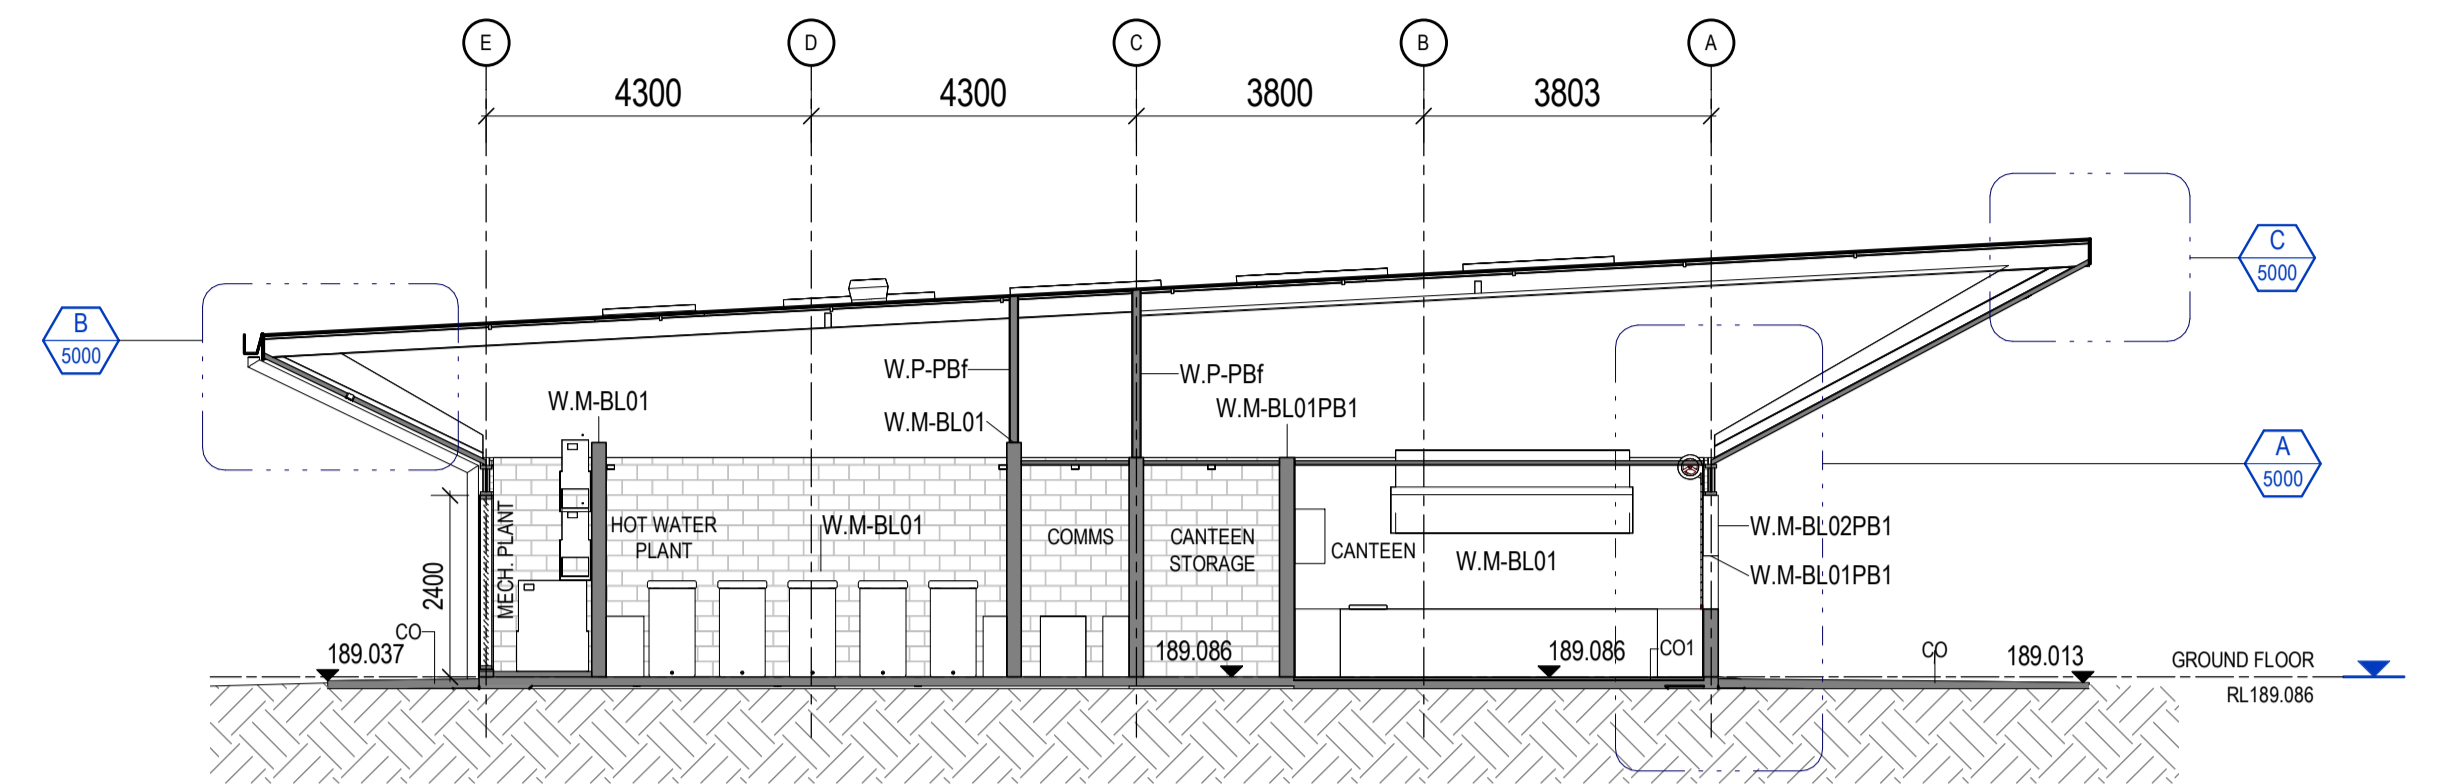 E
D
C
B
A
4300
4300
3800
3803
C
5000
B
5000
W.P-PBf
W.P-PBf
W.M-BL01
W.M-BL01
W.M-BL01PB1
A
5000
MECH. PLANT
HOT WATER
PLANT
W.M-BL01
COMMS
CANTEEN
STORAGE
CANTEEN
W.M-BL01
W.M-BL02PB1
W.M-BL01PB1
2400
CO
189.037
189.086
189.086
CO1
CO
189.013
GROUND FLOOR
RL189.086